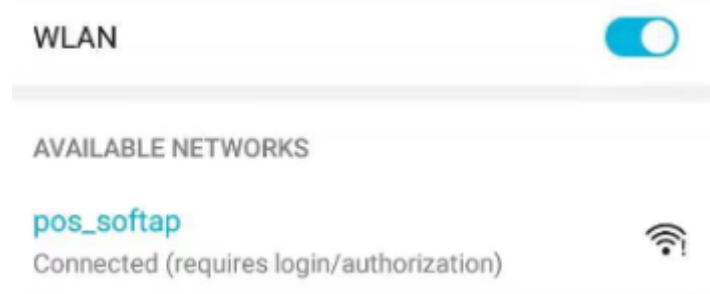 WLAN
AVAILABLE NETWORKS
pos_softap
Connected (requires login/authorization)